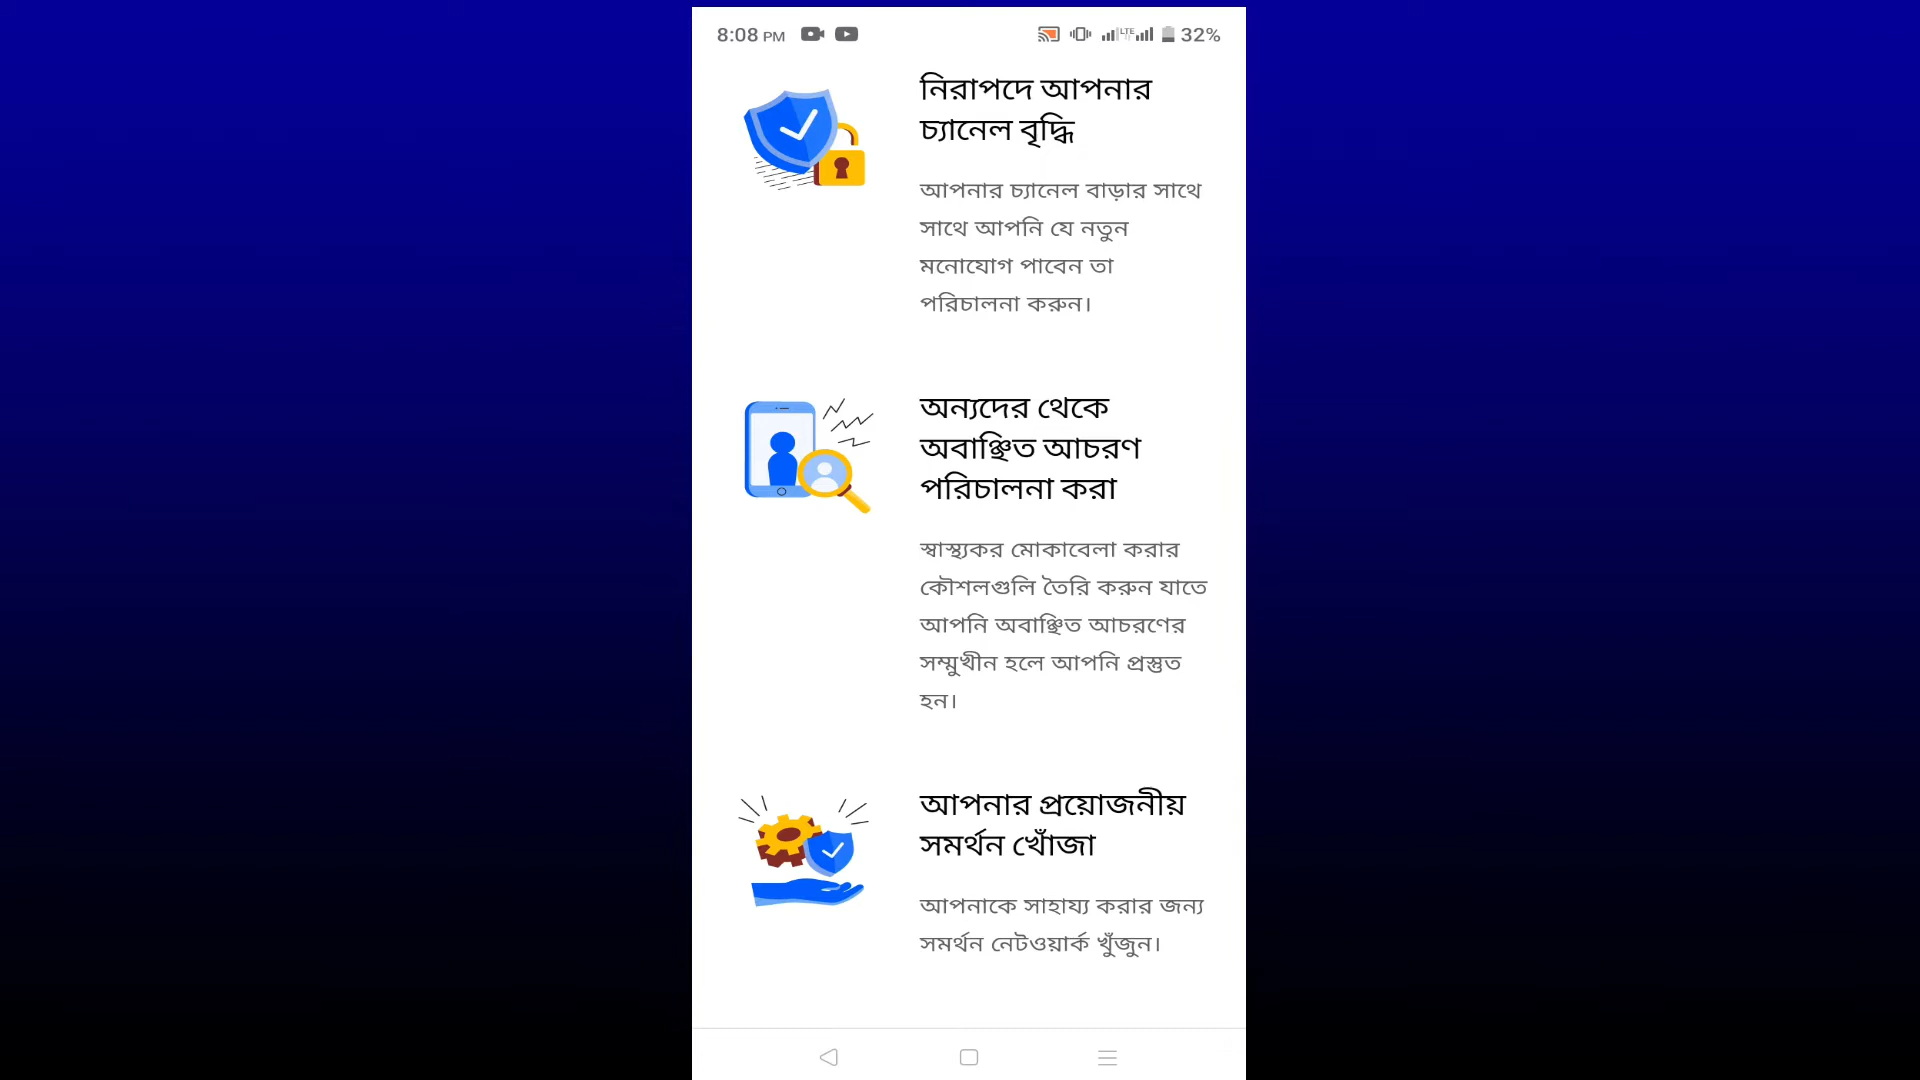 8:08 PM
LTE
32%
নিরাপদে আপনার
চ্যানেল বৃদ্ধি
আপনার চ্যানেল বাড়ার সাথে
সাথে আপনি যে নতুন
মনোযোগ পাবেন তা
পরিচালনা করুন।
অন্যদের থেকে
অবাঞ্ছিত আচরণ
পরিচালনা করা
স্বাস্থ্যকর মোকাবেলা করার
কৌশলগুলি তৈরি করুন যাতে
আপনি অবাঞ্ছিত আচরণের
সম্মুখীন হলে আপনি প্রস্তুত
হন।
আপনার প্রয়োজনীয়
সমর্থন খোঁজা
আপনাকে সাহায্য করার জন্য
সমর্থন নেটওয়ার্ক খুঁজুন।